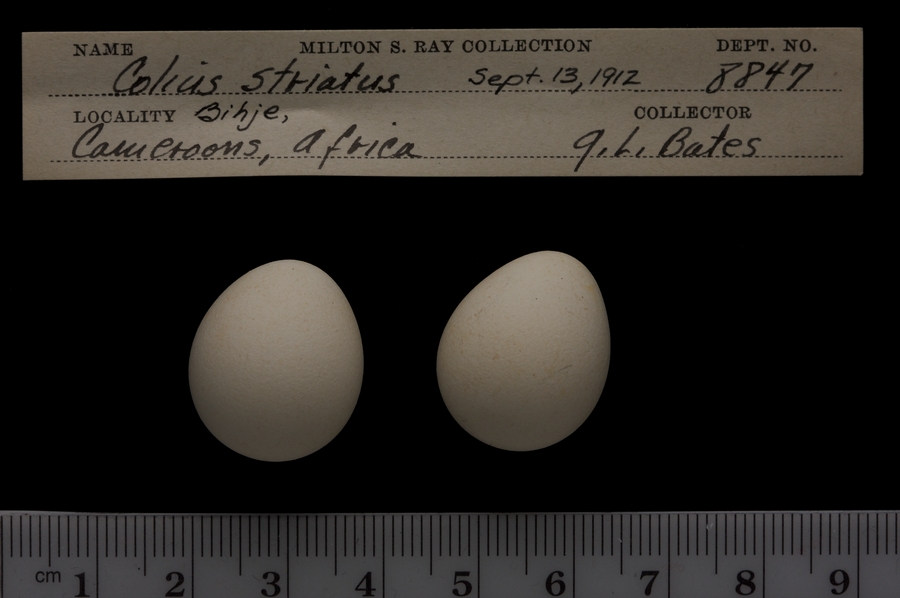 NAME MILTON S. RAY COLLECTION DEPT. NO.
Colius striatus Sept. 13, 1912 8847
LOCALITY Bihje, COLLECTOR
Cameroons, Africa G. L. Bates
cm 1 2 3 4 5 6 7 8 9